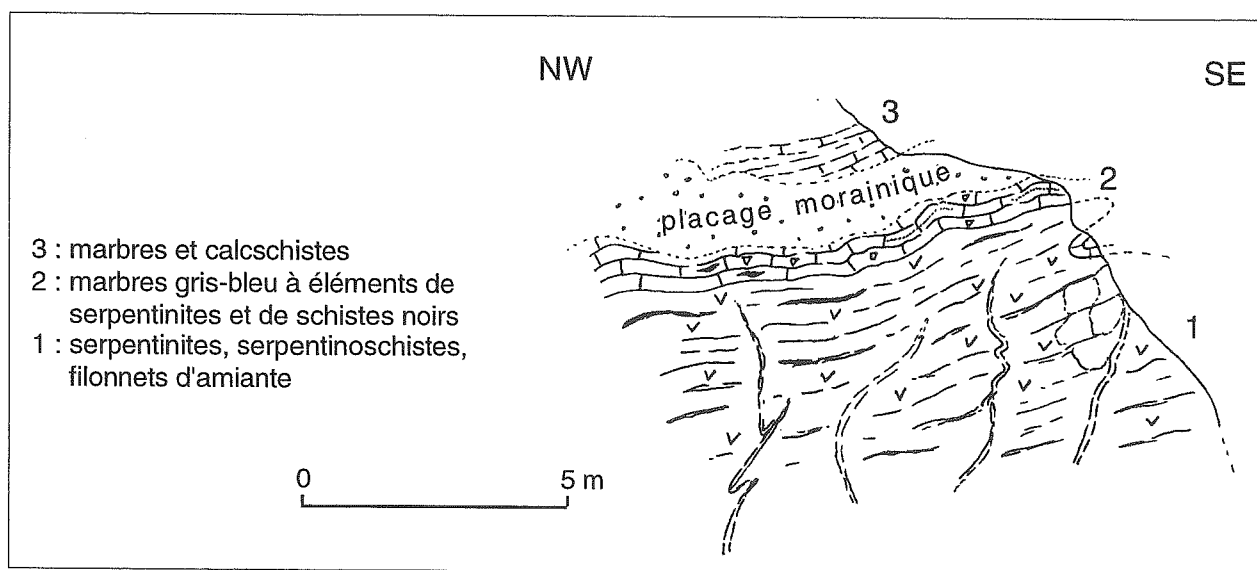 NW
SE
3
placage morainique
2
3 : marbres et calcschistes
2 : marbres gris-bleu à éléments de
serpentinites et de schistes noirs
1 : serpentinites, serpentinoschistes,
filonnets d'amiante
1
0
5 m